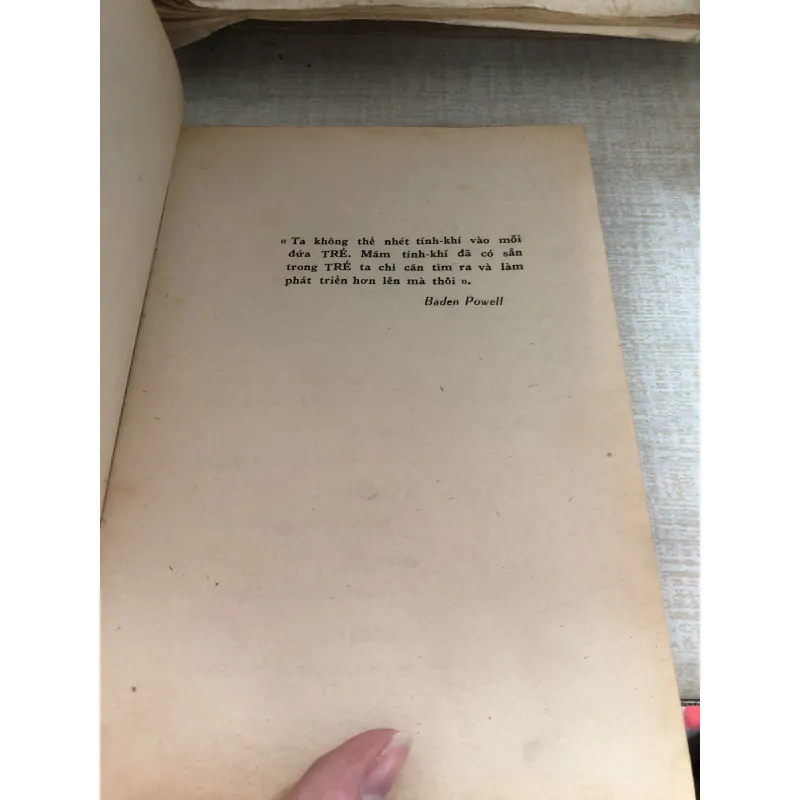 « Ta không thể nhét tính-khí vào mỗi
đứa TRẺ. Mầm tính-khí đã có sẵn
trong TRẺ ta chỉ cần tìm ra và làm
phát triển hơn lên mà thôi ».
Baden Powell